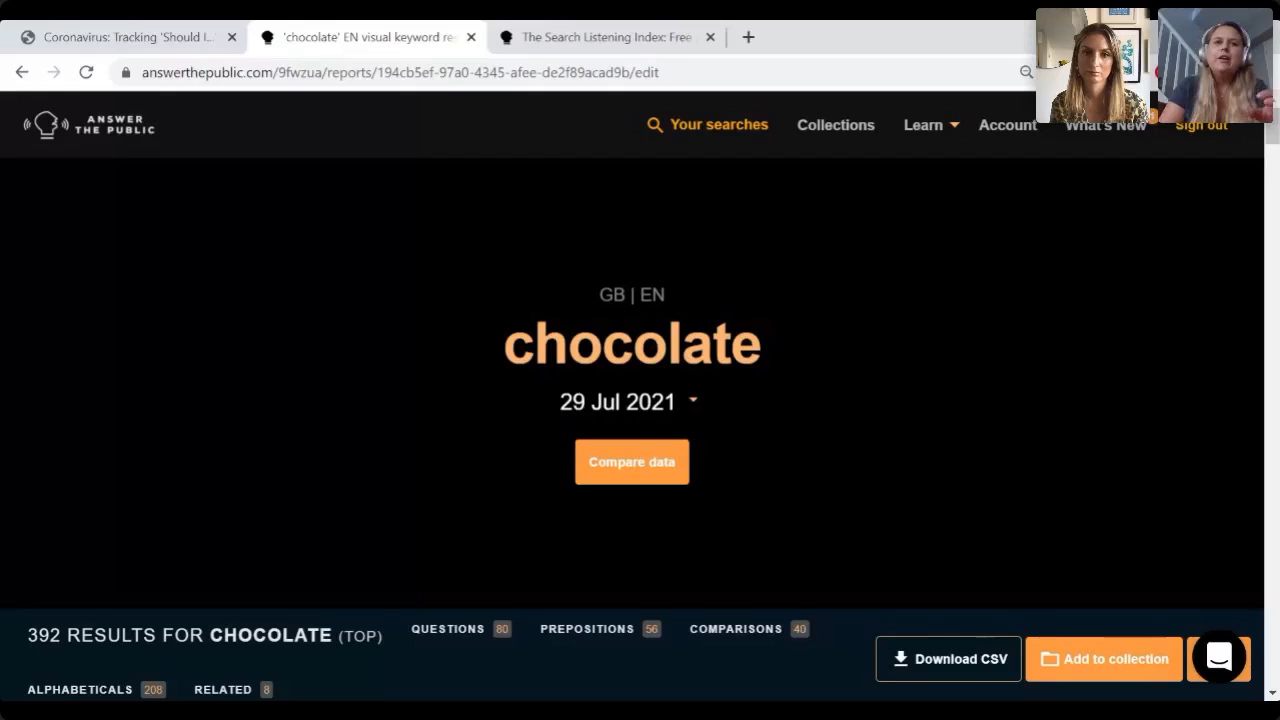 Coronavirus: Tracking 'Should I...
'chocolate' EN visual keyword re
The Search Listening Index: Free
answerthepublic.com/9fwzua/reports/194cb5ef-97a0-4345-afee-de2f89acad9b/edit
ANSWER
THE PUBLIC
Your searches
Collections
Learn
Account
What's New
Sign out
GB | EN
chocolate
29 Jul 2021
Compare data
392 RESULTS FOR CHOCOLATE (TOP)
QUESTIONS 80
PREPOSITIONS 56
COMPARISONS 40
ALPHABETICALS 208
RELATED 8
Download CSV
Add to collection